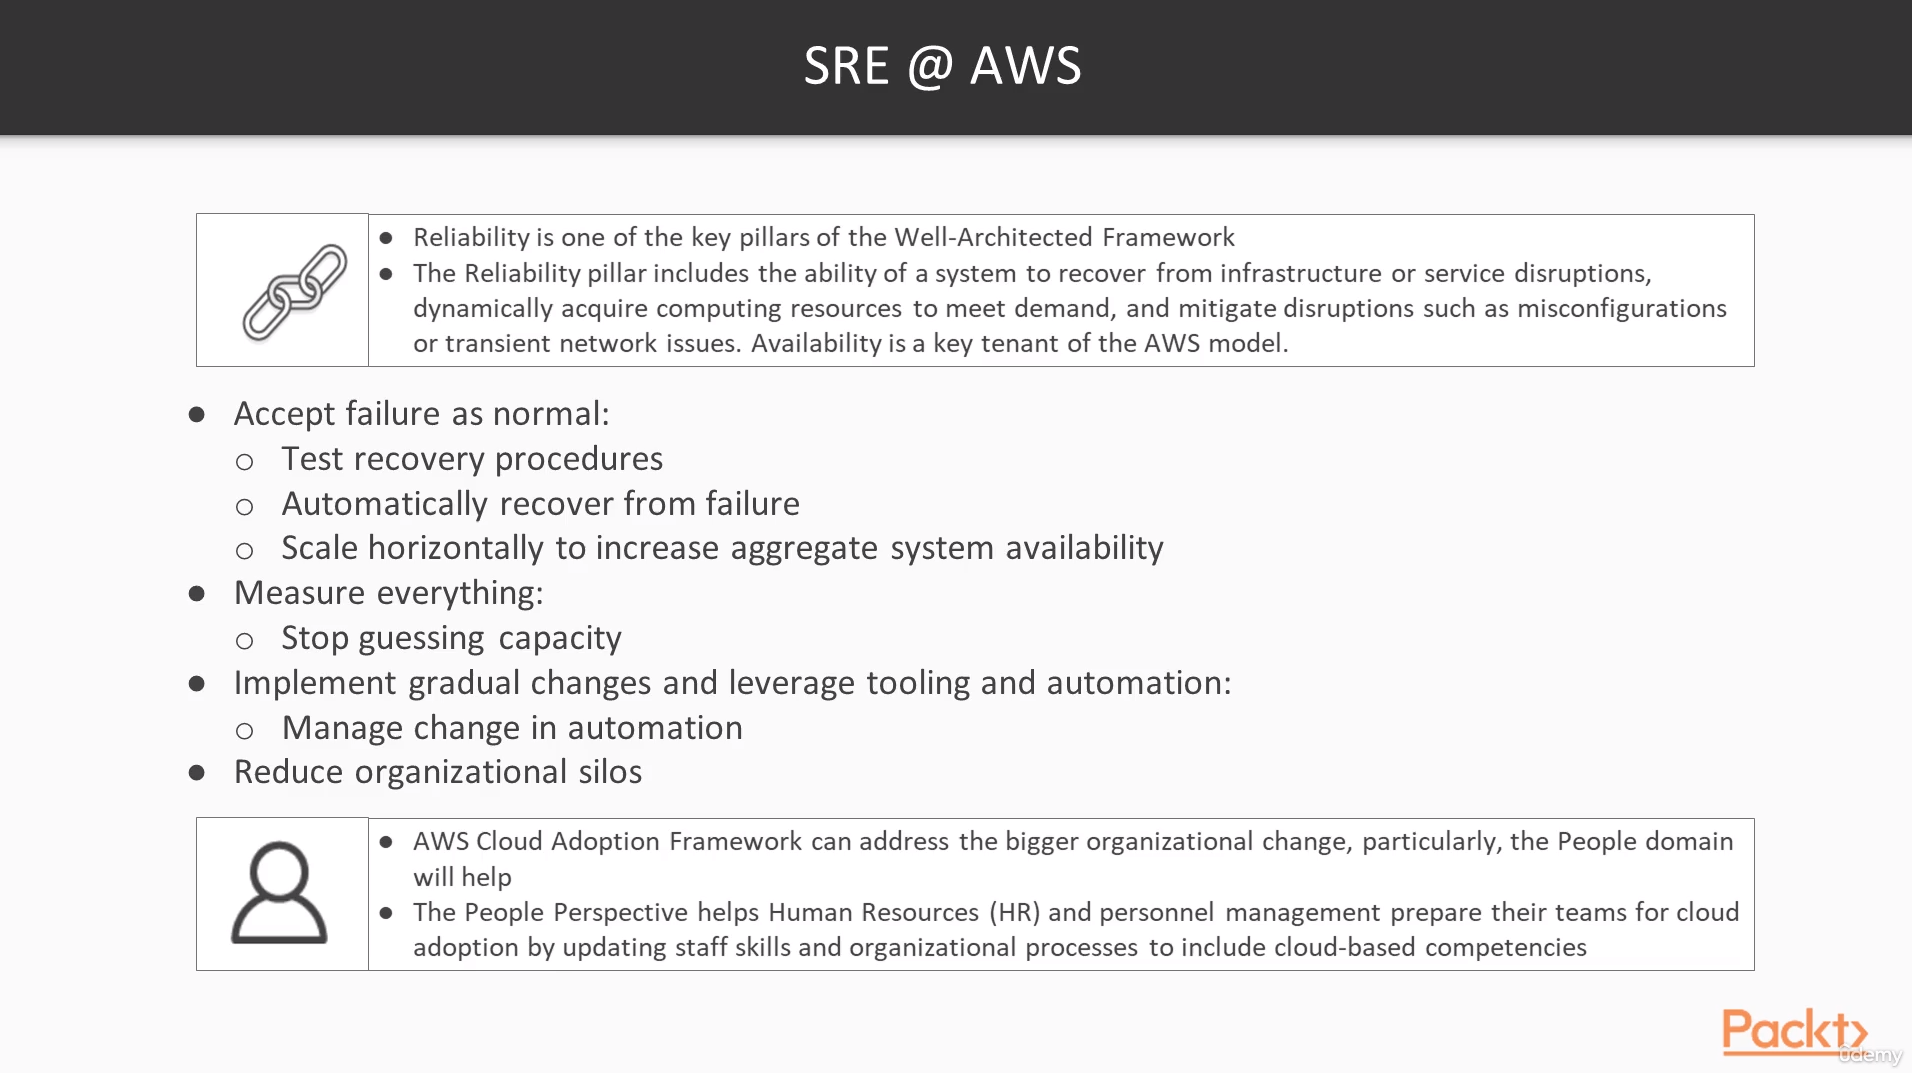 SRE @ AWS
● Reliability is one of the key pillars of the Well-Architected Framework
● The Reliability pillar includes the ability of a system to recover from infrastructure or service disruptions,
dynamically acquire computing resources to meet demand, and mitigate disruptions such as misconfigurations
or transient network issues. Availability is a key tenant of the AWS model.
● Accept failure as normal:
○ Test recovery procedures
○ Automatically recover from failure
○ Scale horizontally to increase aggregate system availability
● Measure everything:
○ Stop guessing capacity
● Implement gradual changes and leverage tooling and automation:
○ Manage change in automation
● Reduce organizational silos
● AWS Cloud Adoption Framework can address the bigger organizational change, particularly, the People domain
will help
● The People Perspective helps Human Resources (HR) and personnel management prepare their teams for cloud
adoption by updating staff skills and organizational processes to include cloud-based competencies
Packt>
ûdemy